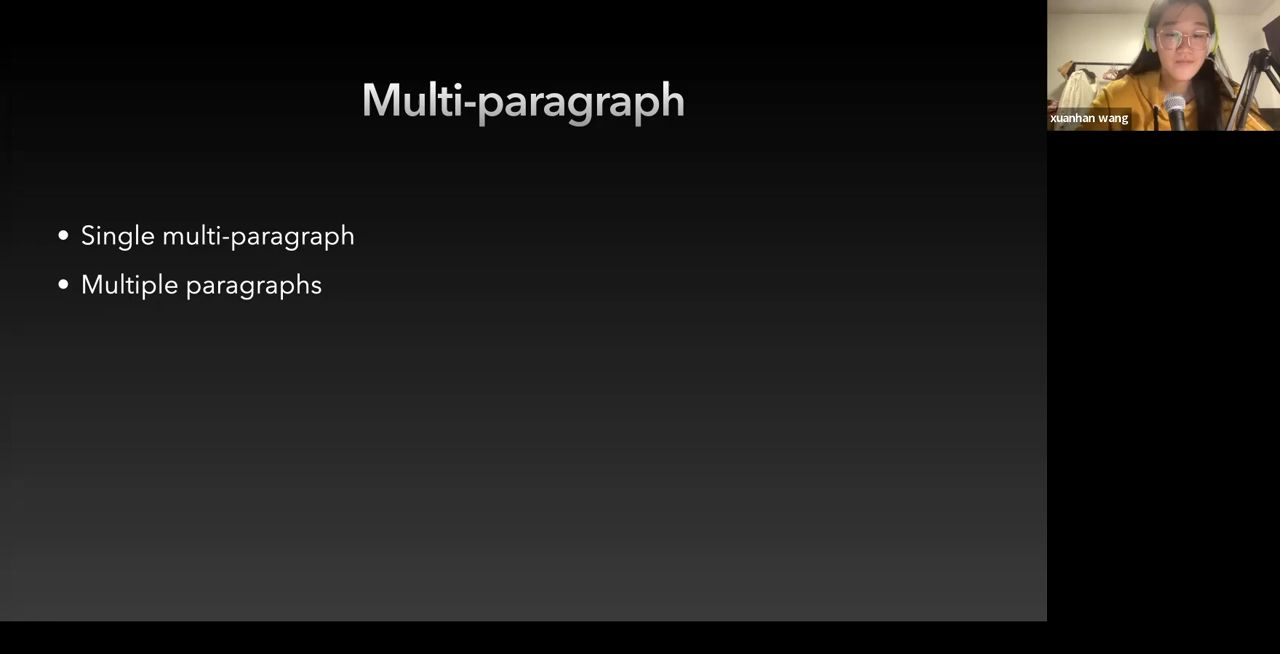 Multi-paragraph
• Single multi-paragraph
• Multiple paragraphs
xuanhan wang